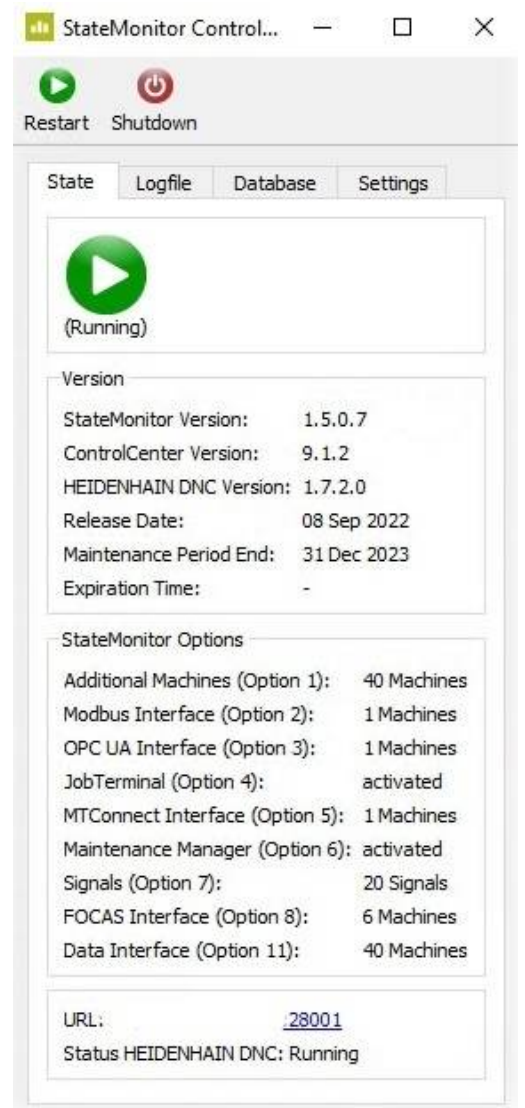 StateMonitor Control...
Restart Shutdown
State Logfile Database Settings
(Running)
Version
StateMonitor Version: 1.5.0.7
ControlCenter Version: 9.1.2
HEIDENHAIN DNC Version: 1.7.2.0
Release Date: 08 Sep 2022
Maintenance Period End: 31 Dec 2023
Expiration Time: -
StateMonitor Options
Additional Machines (Option 1): 40 Machines
Modbus Interface (Option 2): 1 Machines
OPC UA Interface (Option 3): 1 Machines
JobTerminal (Option 4): activated
MTConnect Interface (Option 5): 1 Machines
Maintenance Manager (Option 6): activated
Signals (Option 7): 20 Signals
FOCAS Interface (Option 8): 6 Machines
Data Interface (Option 11): 40 Machines
URL: :28001
Status HEIDENHAIN DNC: Running